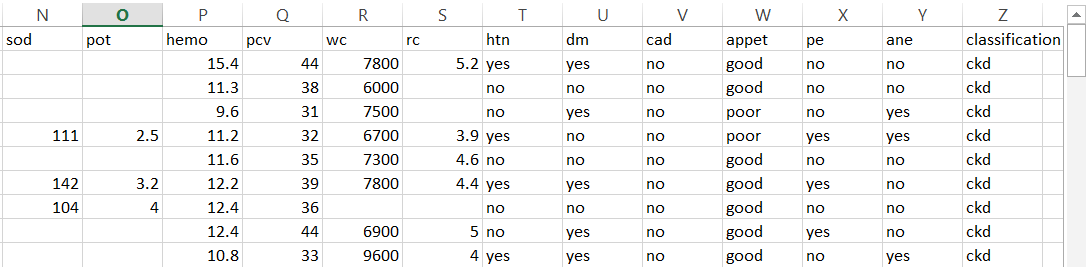 N O P Q R S T U V W X Y Z
sod pot hemo pcv wc rc htn dm cad appet pe ane classification
15.4 44 7800 5.2 yes yes no good no no ckd
11.3 38 6000 no no no good no no ckd
9.6 31 7500 no yes no poor no yes ckd
111 2.5 11.2 32 6700 3.9 yes no no poor yes yes ckd
11.6 35 7300 4.6 no no no good no no ckd
142 3.2 12.2 39 7800 4.4 yes yes no good yes no ckd
104 4 12.4 36 no no no good no no ckd
12.4 44 6900 5 no yes no good yes no ckd
10.8 33 9600 4 yes yes no good no yes ckd